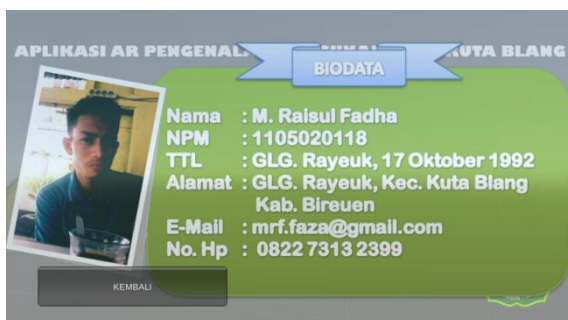 APLIKASI AR PENGENAL KUTA BLANG
BIODATA
Nama : M. Raisul Fadha
NPM : 1105020118
TTL : GLG. Rayeuk, 17 Oktober 1992
Alamat : GLG. Rayeuk, Kec. Kuta Blang
Kab. Bireuen
E-Mail : mrf.faza@gmail.com
No. Hp : 0822 7313 2399
KEMBALI